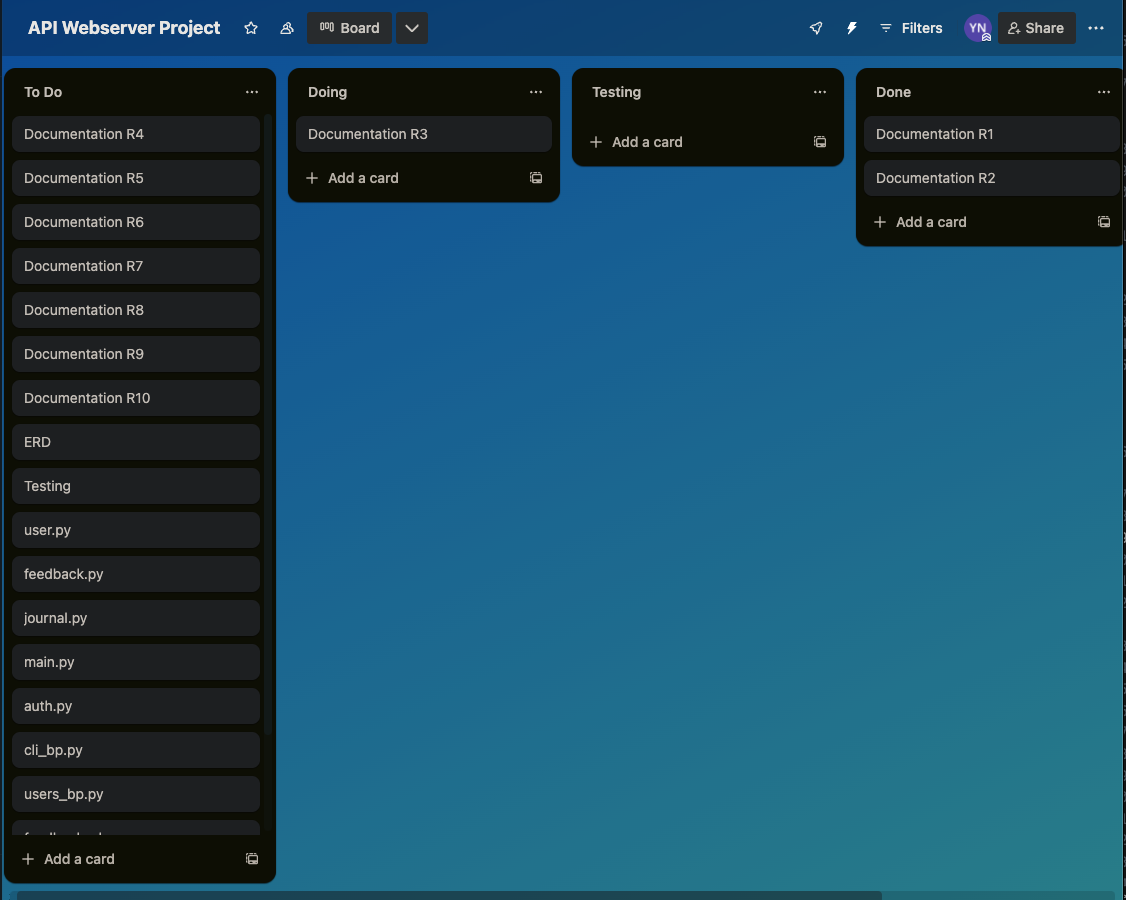 API Webserver Project
Board
Filters
YN
Share
To Do
Documentation R4
Documentation R5
Documentation R6
Documentation R7
Documentation R8
Documentation R9
Documentation R10
ERD
Testing
user.py
feedback.py
journal.py
main.py
auth.py
cli_bp.py
users_bp.py
Add a card
Doing
Documentation R3
Add a card
Testing
Add a card
Done
Documentation R1
Documentation R2
Add a card